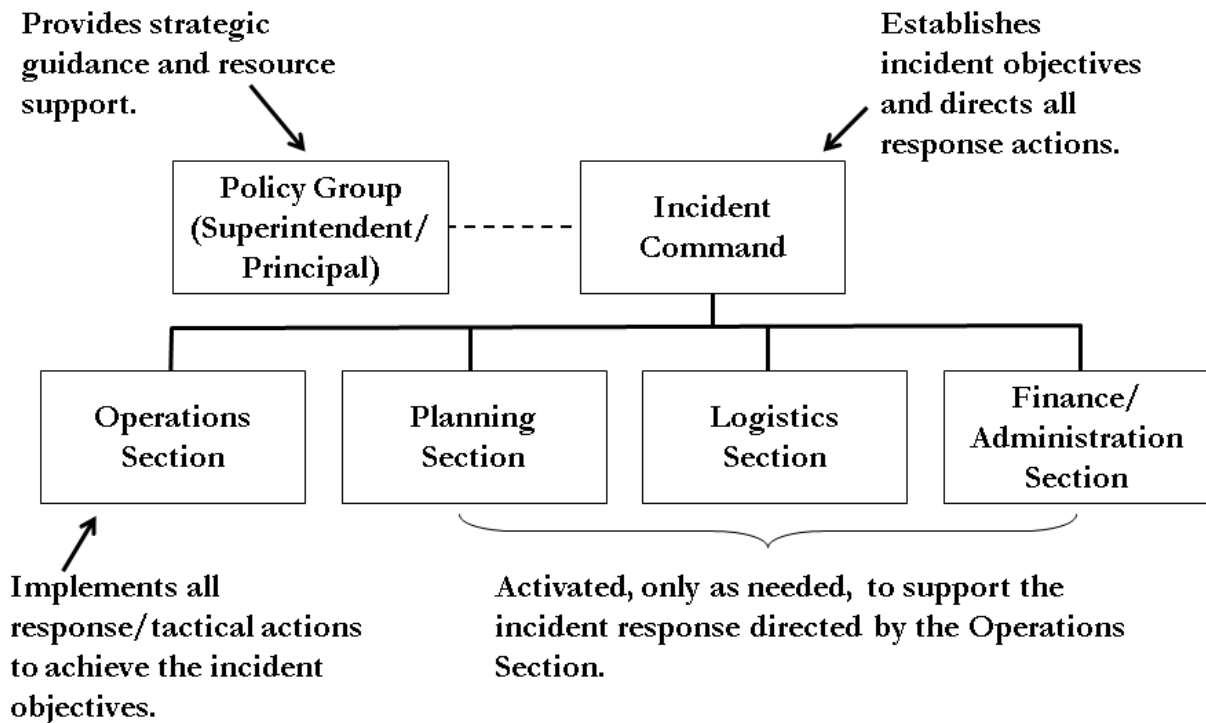 Provides strategic
guidance and resource
support.
Establishes
incident objectives
and directs all
response actions.
Policy Group
(Superintendent/
Principal)
Incident
Command
Operations
Section
Planning
Section
Logistics
Section
Finance/
Administration
Section
Implements all
response/tactical actions
to achieve the incident
objectives.
Activated, only as needed, to support the
incident response directed by the Operations
Section.